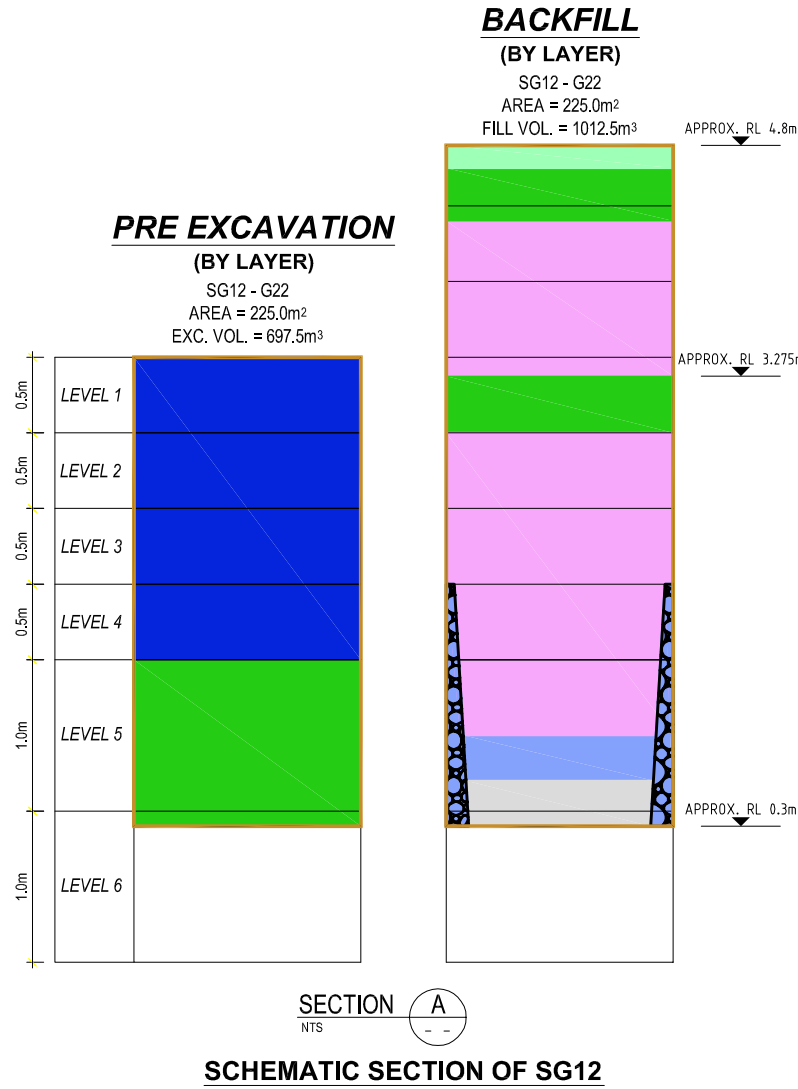 BACKFILL
(BY LAYER)
SG12 - G22
AREA = 225.0m²
FILL VOL. = 1012.5m³
APPROX. RL 4.8m
PRE EXCAVATION
(BY LAYER)
SG12 - G22
AREA = 225.0m²
EXC. VOL. = 697.5m³
APPROX. RL 3.275m
0.5m
LEVEL 1
0.5m
LEVEL 2
0.5m
LEVEL 3
0.5m
LEVEL 4
1.0m
LEVEL 5
APPROX. RL 0.3m
1.0m
LEVEL 6
SECTION A
NTS
- -
SCHEMATIC SECTION OF SG12